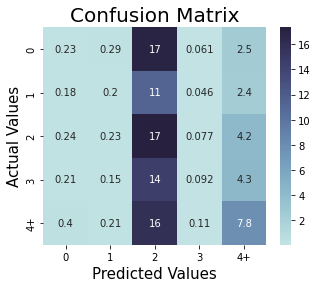 Confusion Matrix
Actual Values
0 0.23 0.29 17 0.061 2.5
1 0.18 0.2 11 0.046 2.4
2 0.24 0.23 17 0.077 4.2
3 0.21 0.15 14 0.092 4.3
4+ 0.4 0.21 16 0.11 7.8
0 1 2 3 4+
Predicted Values
16
14
12
10
8
6
4
2